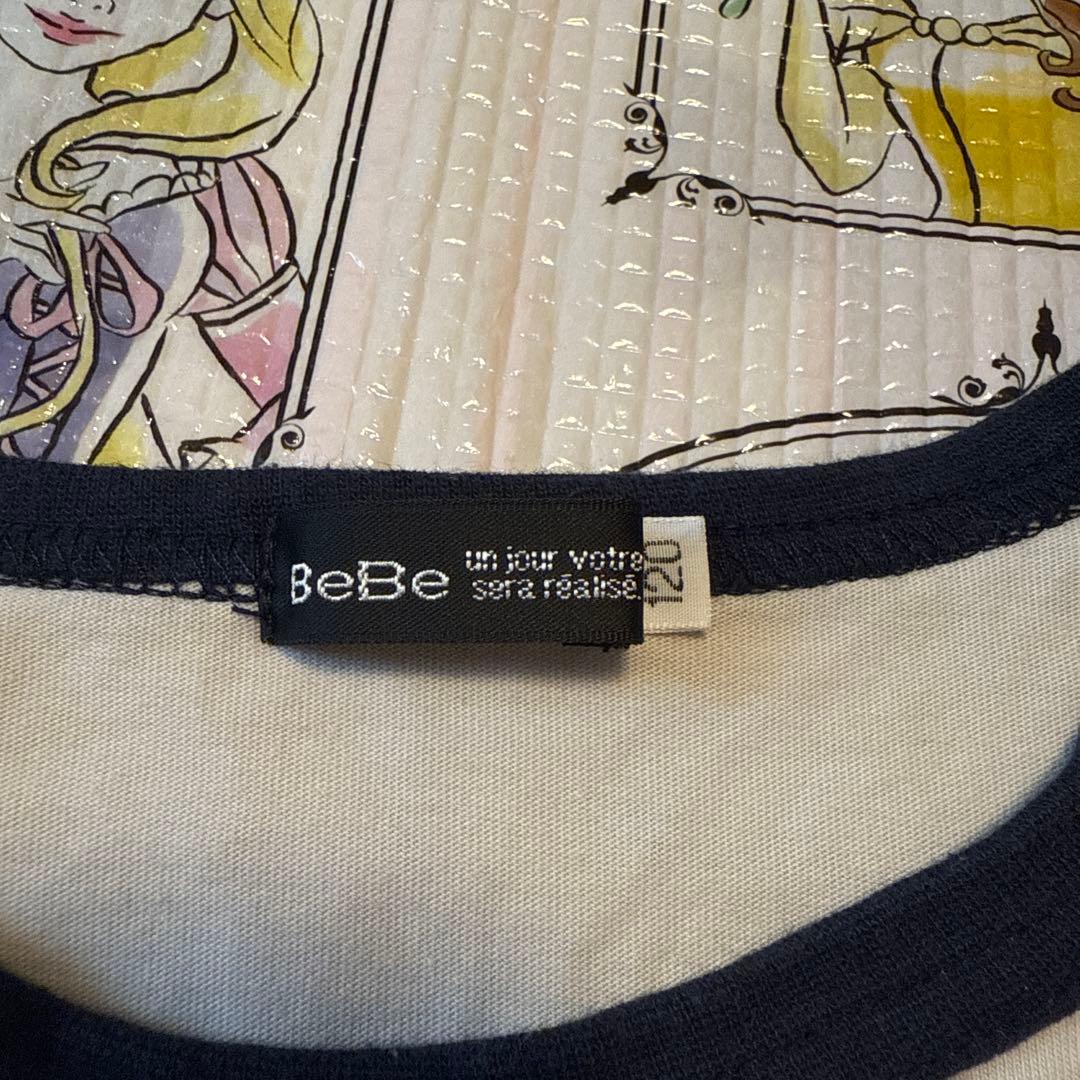 BeBe
un jour votre
sera réalisé.
120